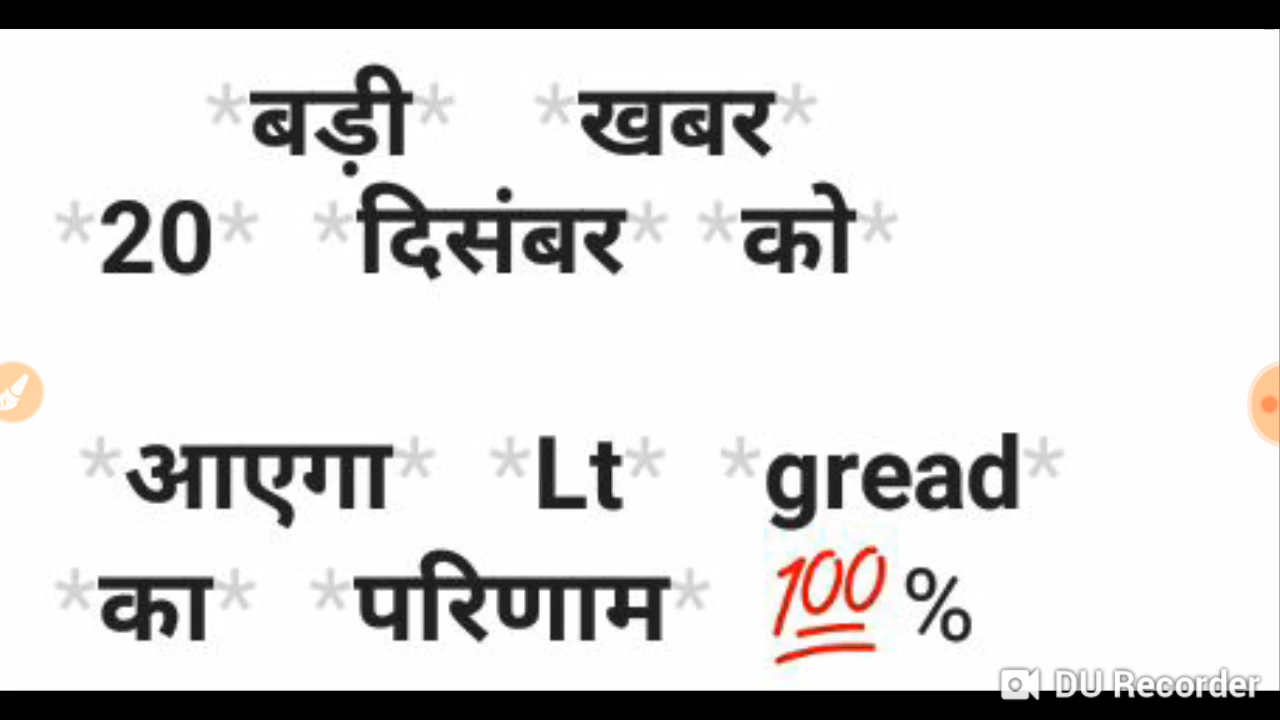 *बड़ी* *खबर*
*20* *दिसंबर* *को*
*आएगा* *Lt* *gread*
*का* *परिणाम* 💯 %
DU Recorder